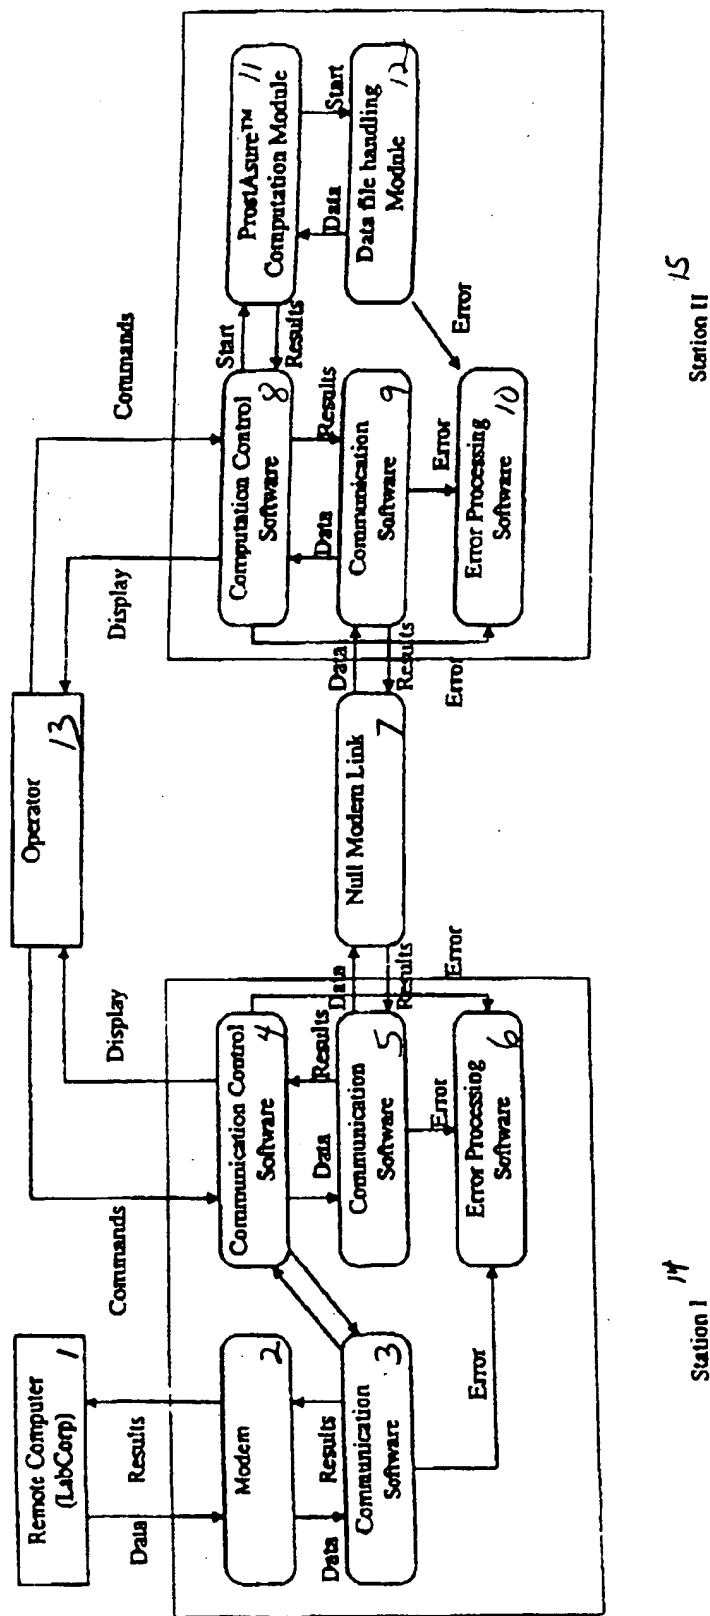 Remote Computer
(LabCorp)
1
Data
Results
Modem
2
Data
Results
Communication
Software
3
Error
Commands
Display
Communication Control
Software
4
Data
Results
Communication
Software
5
Error
Error Processing
Software
6
Error
Data
Results
Station I
14
Operator
13
Null Modem Link
7
Data
Results
Error
Display
Commands
Computation Control
Software
8
Data
Results
Communication
Software
9
Error
Error Processing
Software
10
Start
Results
ProstAsure™
Computation Module
11
Data
Start
Data file handling
Module
12
Error
Station II
15